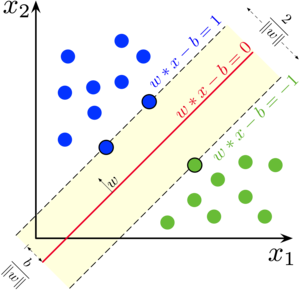 x₂
w * x − b = 1
w * x − b = 0
w * x − b = −1
2/||w||
w
b/||w||
x₁